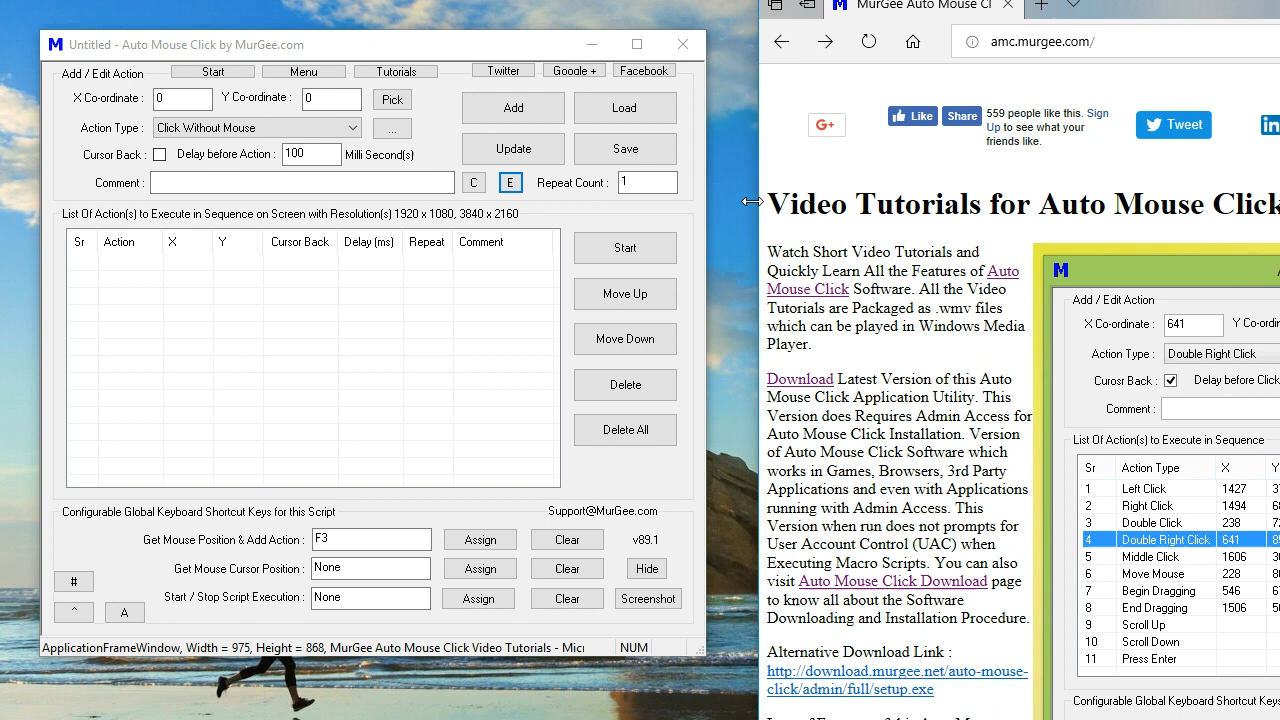 Untitled - Auto Mouse Click by MurGee.com
Add / Edit Action
Start
Menu
Tutorials
Twitter
Google +
Facebook
X Co-ordinate :
0
Y Co-ordinate :
0
Pick
Add
Load
Action Type
Click Without Mouse
...
Update
Save
Cursor Back :
Delay before Action :
100
Milli Second(s)
Comment :
C
E
Repeat Count :
1
List Of Action(s) to Execute in Sequence on Screen with Resolution(s) 1920 x 1080, 3840 x 2160
Sr
Action
X
Y
Cursor Back
Delay (ms)
Repeat
Comment
Start
Move Up
Move Down
Delete
Delete All
Configurable Global Keyboard Shortcut Keys for this Script
Support@MurGee.com
Get Mouse Position & Add Action :
F3
Assign
Clear
v89.1
Get Mouse Cursor Position :
None
Assign
Clear
Hide
#
Start / Stop Script Execution :
None
Assign
Clear
Screenshot
^
A
NUM
MurGee Auto Mouse Cl
amc.murgee.com/
G+
Like
Share
559 people like this. Sign
Up to see what your
friends like.
Tweet
in
Video Tutorials for Auto Mouse Click
Watch Short Video Tutorials and
Quickly Learn All the Features of Auto
Mouse Click Software. All the Video
Tutorials are Packaged as .wmv files
which can be played in Windows Media
Player.
Download Latest Version of this Auto
Mouse Click Application Utility. This
Version does Requires Admin Access for
Auto Mouse Click Installation. Version
of Auto Mouse Click Software which
works in Games, Browsers, 3rd Party
Applications and even with Applications
running with Admin Access. This
Version when run does not prompts for
User Account Control (UAC) when
Executing Macro Scripts. You can also
visit Auto Mouse Click Download page
to know all about the Software
Downloading and Installation Procedure.
Alternative Download Link :
http://download.murgee.net/auto-mouse-
click/admin/full/setup.exe
Add / Edit Action
X Co-ordinate :
641
Y Co-ordi
Action Type :
Double Right Click
Curosr Back :
Delay before Click
Comment :
List Of Action(s) to Execute in Sequence
Sr
Action Type
X
Y
1 Left Click 1427
2 Right Click 1494
3 Double Click 238
4 Double Right Click 641
5 Middle Click 1606
6 Move Mouse 229
7 Begin Dragging 546
8 End Dragging 1506
9 Scroll Up
10 Scroll Down
11 Press Enter
Configurable Global Keyboard Shortcut Key